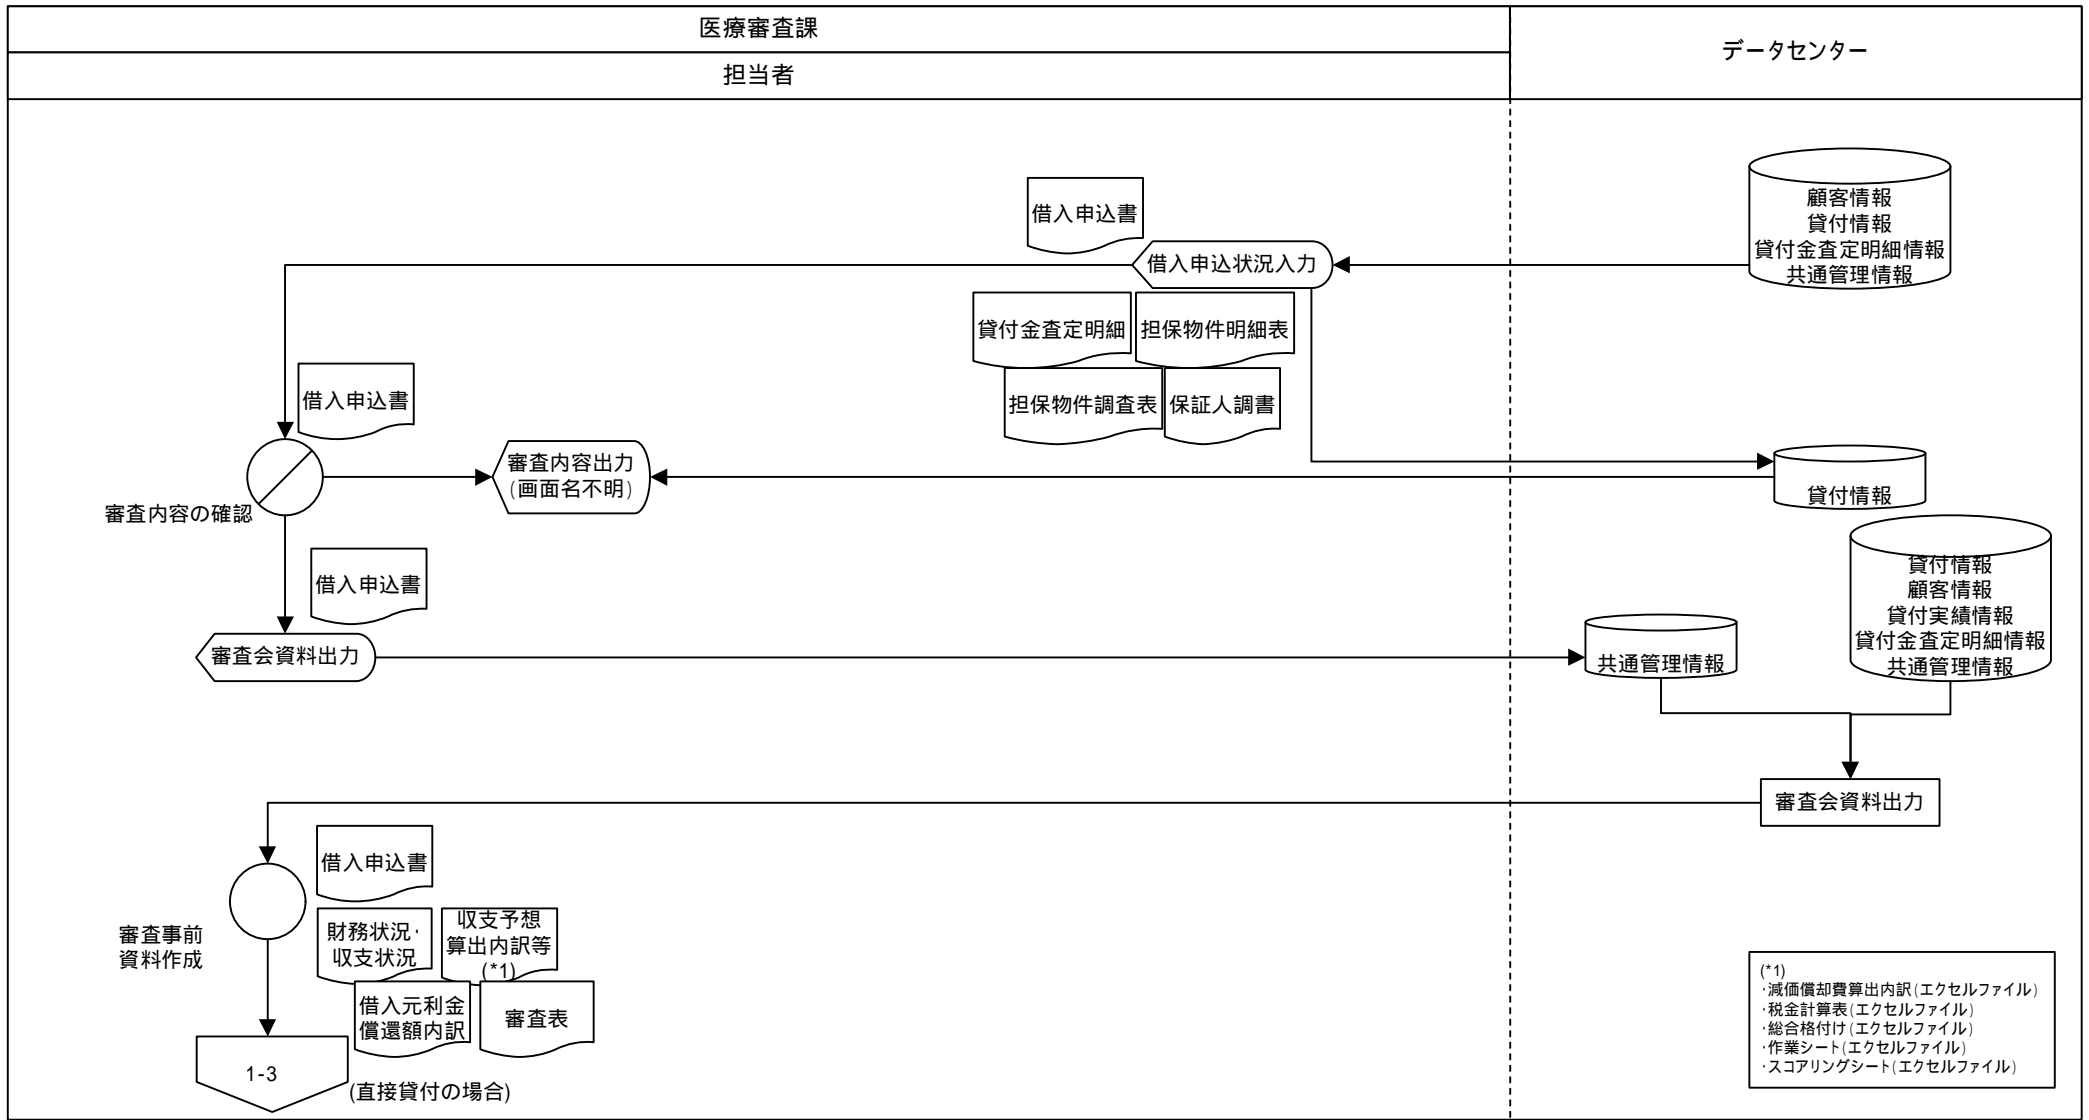 医療審査課
データセンター
担当者
顧客情報
貸付情報
貸付金査定明細情報
共通管理情報
借入申込書
借入申込状況入力
貸付金査定明細
担保物件明細表
担保物件調査表
保証人調書
借入申込書
審査内容の確認
審査内容出力
(画面名不明)
貸付情報
借入申込書
審査会資料出力
共通管理情報
貸付情報
顧客情報
貸付実績情報
貸付金査定明細情報
共通管理情報
審査会資料出力
借入申込書
審査事前
資料作成
財務状況・
収支状況
収支予想
算出内訳等
(*1)
借入元利金
償還額内訳
審査表
1-3
(直接貸付の場合)
(*1)
・減価償却費算出内訳(エクセルファイル)
・税金計算表(エクセルファイル)
・総合格付け(エクセルファイル)
・作業シート(エクセルファイル)
・スコアリングシート(エクセルファイル)